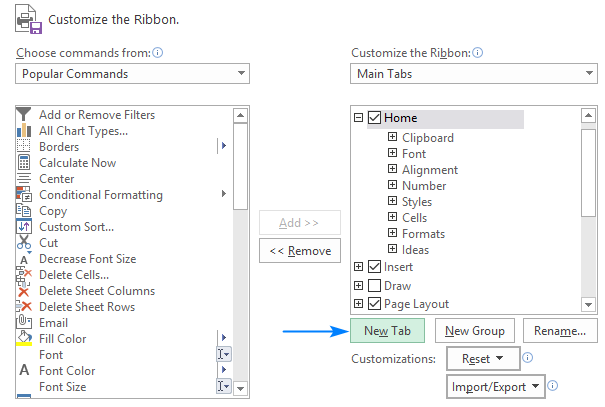 Customize the Ribbon.
Choose commands from:
Popular Commands
Add or Remove Filters
All Chart Types...
Borders
Calculate Now
Center
Conditional Formatting
Copy
Custom Sort...
Cut
Decrease Font Size
Delete Cells...
Delete Sheet Columns
Delete Sheet Rows
Email
Fill Color
Font
Font Color
Font Size
Add >>
<< Remove
Customize the Ribbon:
Main Tabs
Home
Clipboard
Font
Alignment
Number
Styles
Cells
Formats
Ideas
Insert
Draw
Page Layout
New Tab
New Group
Rename...
Customizations:
Reset
Import/Export